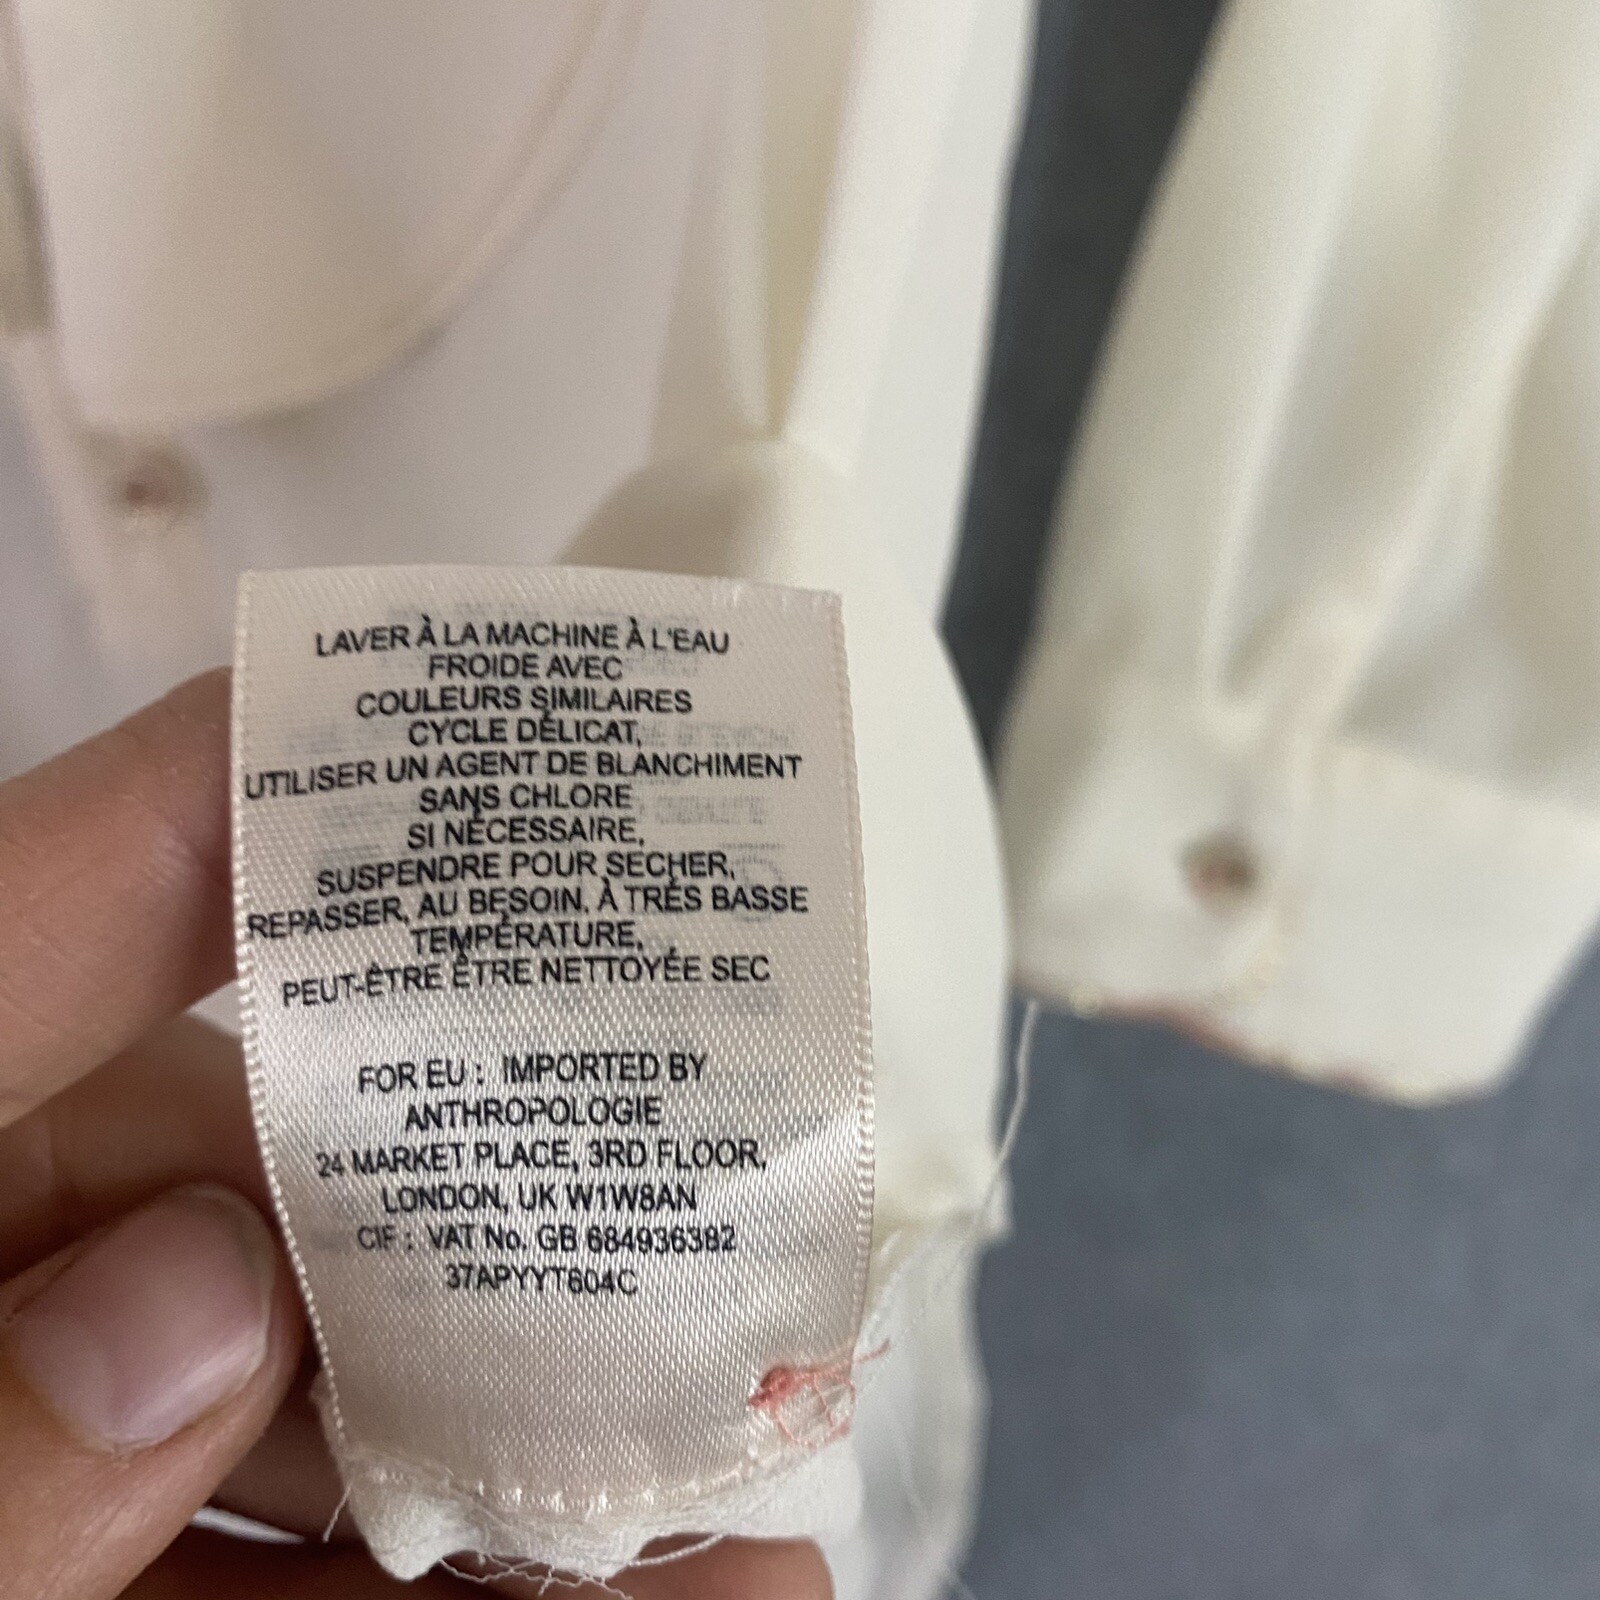 LAVER À LA MACHINE À L'EAU
FROIDE AVEC
COULEURS SIMILAIRES
CYCLE DÉLICAT,
UTILISER UN AGENT DE BLANCHIMENT
SANS CHLORE
SI NÉCESSAIRE,
SUSPENDRE POUR SECHER,
REPASSER, AU BESOIN, À TRÈS BASSE
TEMPÉRATURE,
PEUT-ÊTRE ÊTRE NETTOYÉE SEC
FOR EU : IMPORTED BY
ANTHROPOLOGIE
24 MARKET PLACE, 3RD FLOOR,
LONDON, UK W1W8AN
CIF : VAT No. GB 684936382
37APYYT604C